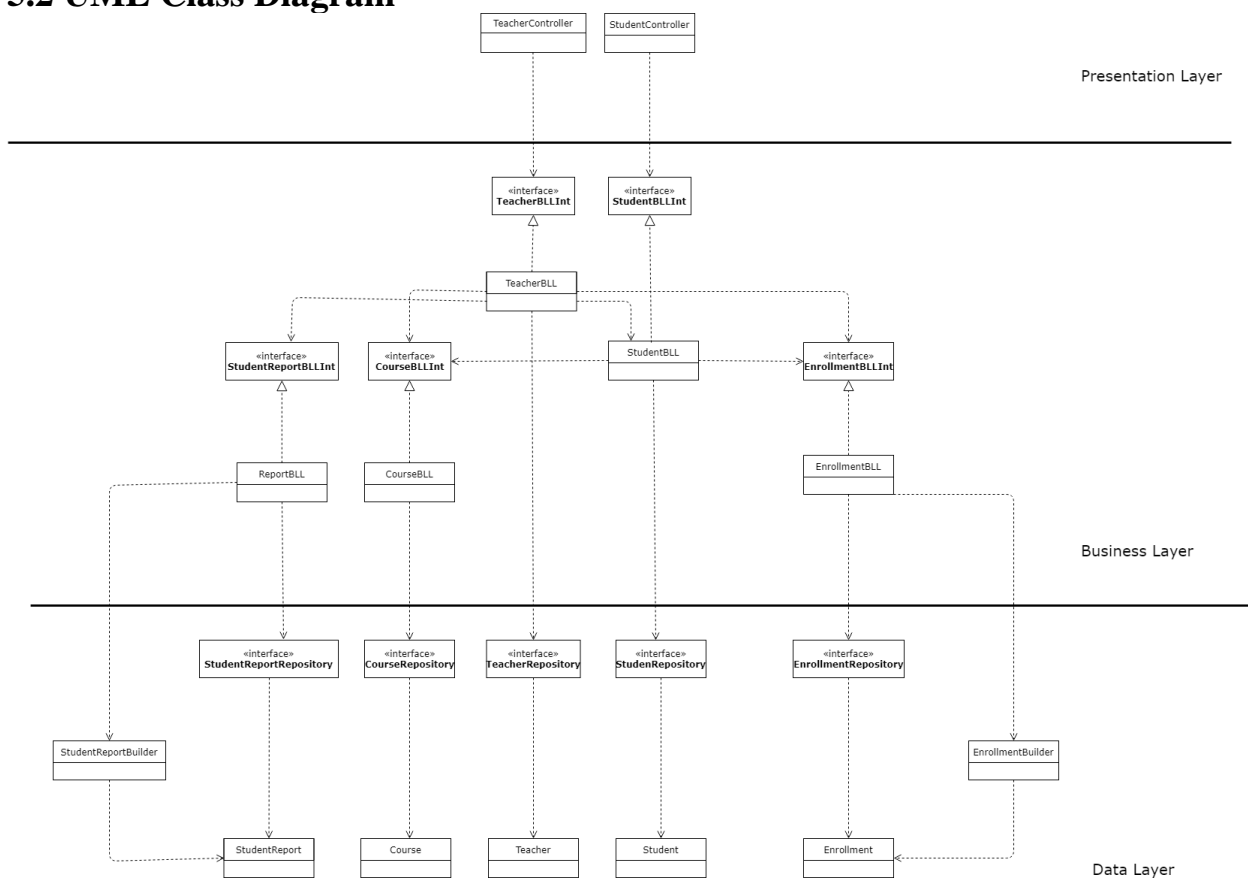 5.2 UML Class Diagram
TeacherController
StudentController
Presentation Layer
«interface»
TeacherBLLInt
«interface»
StudentBLLInt
TeacherBLL
«interface»
StudentReportBLLInt
«interface»
CourseBLLInt
StudentBLL
«interface»
EnrollmentBLLInt
ReportBLL
CourseBLL
EnrollmentBLL
Business Layer
«interface»
StudentReportRepository
«interface»
CourseRepository
«interface»
TeacherRepository
«interface»
StudenRepository
«interface»
EnrollmentRepository
StudentReportBuilder
EnrollmentBuilder
StudentReport
Course
Teacher
Student
Enrollment
Data Layer